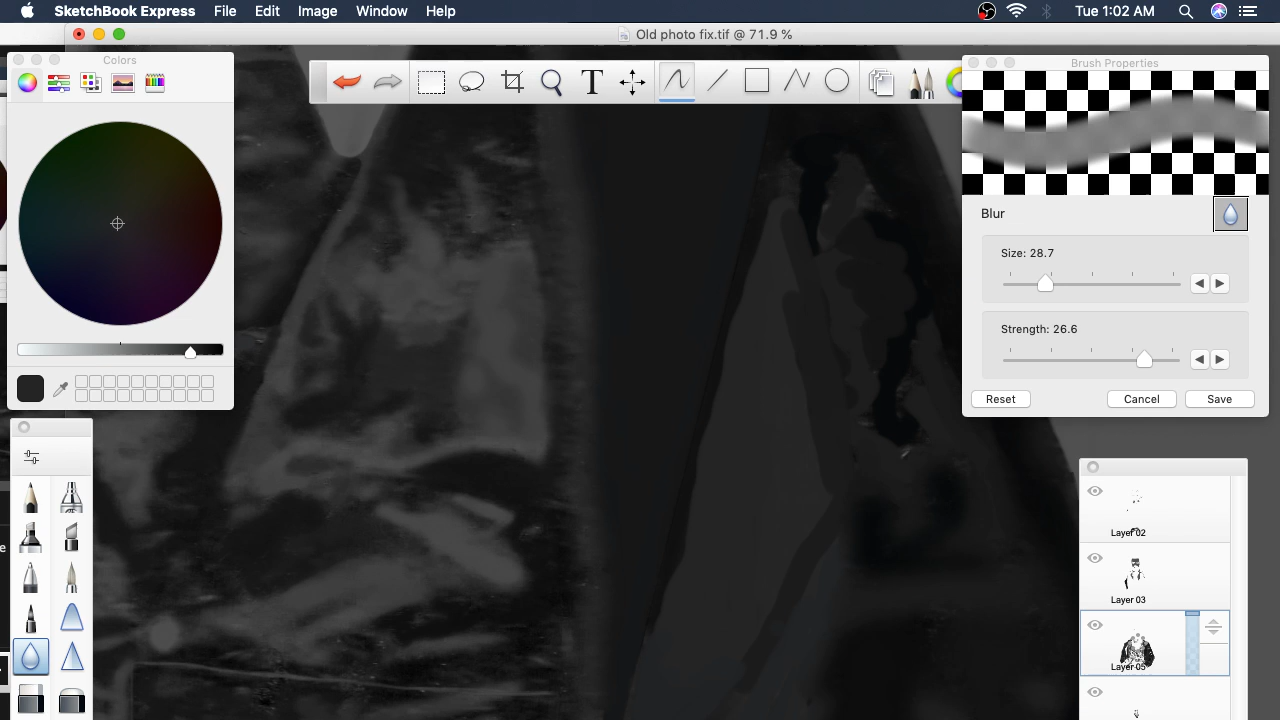 SketchBook Express File Edit Image Window Help Tue 1:02 AM
Old photo fix.tif @ 71.9 %
Colors
T
Brush Properties
Blur
Size: 28.7
Strength: 26.6
Reset Cancel Save
Layer 02
Layer 03
Layer 05